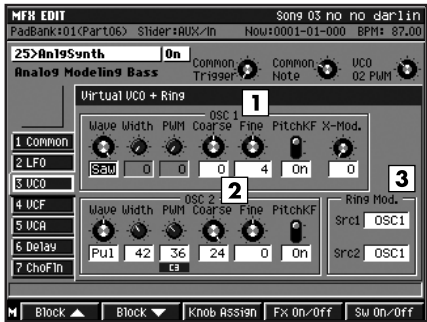 MFX EDIT Song 03 no no darlin
PadBank:01(Part06) Slider:AUX/In Now:0001-01-000 BPM: 87.00
25>An19Synth On Common Trigger Common Note VCO O2 PWM
Analog Modeling Bass
Virtual VCO + Ring
1
OSC 1
Wave Width PWM Coarse Fine PitchKF X-Mod.
Saw 0 0 0 4 On 0
1 Common
2 LFO
3 VCO
4 VCF
5 VCA
6 Delay
7 ChoFln
2
OSC 2
Wave Width PWM Coarse Fine PitchKF
Pul 42 36 24 0 On
C3
3
Ring Mod.
Src1 OSC1
Src2 OSC1
M Block ▲ Block ▼ Knob Assign Fx On/Off Sw On/Off